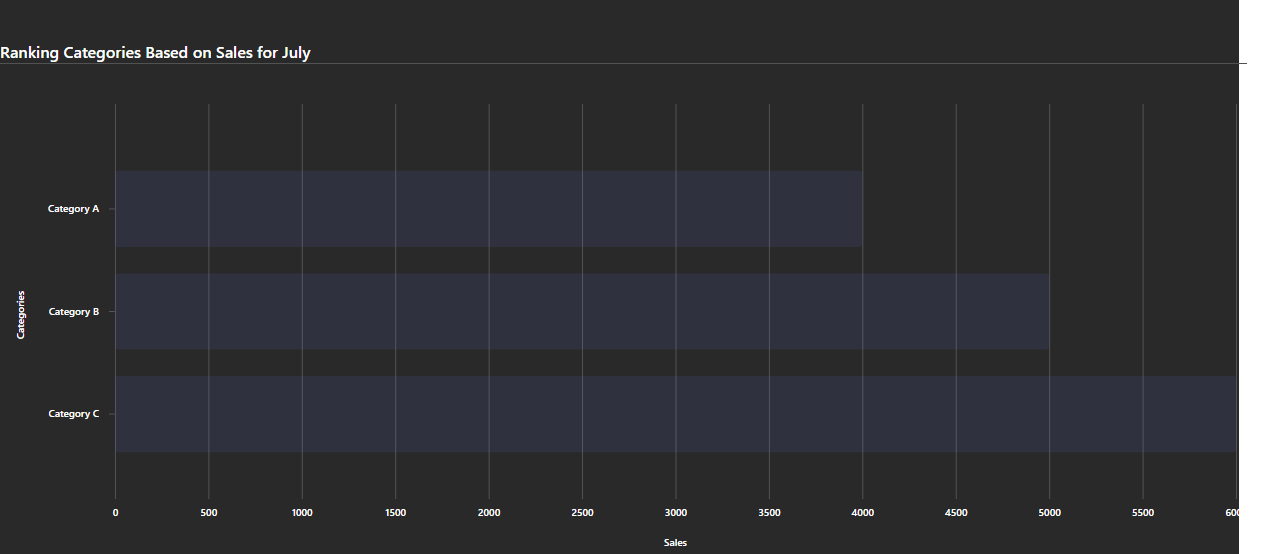 Ranking Categories Based on Sales for July
Category A
Category B
Category C
Categories
0 500 1000 1500 2000 2500 3000 3500 4000 4500 5000 5500 600
Sales